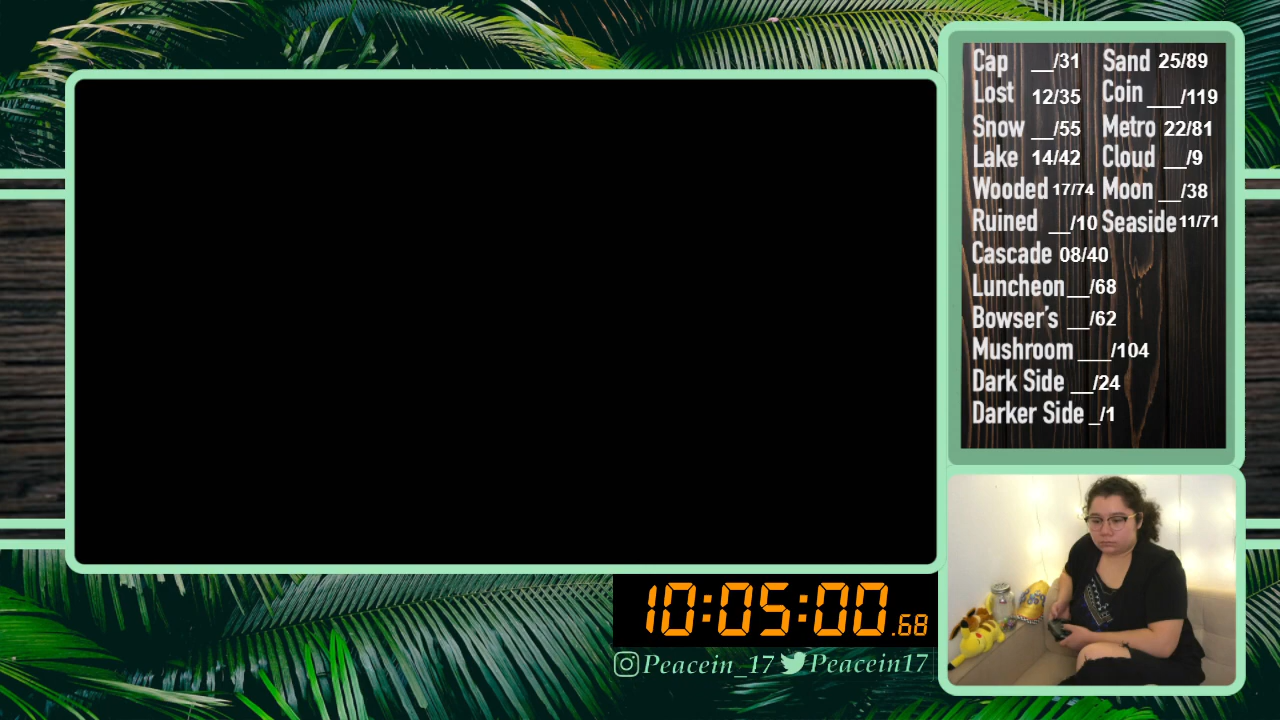 Cap __/31 Sand 25/89
Lost 12/35 Coin ___/119
Snow __/55 Metro 22/81
Lake 14/42 Cloud __/9
Wooded 17/74 Moon __/38
Ruined __/10 Seaside 11/71
Cascade 08/40
Luncheon __/68
Bowser's __/62
Mushroom ___/104
Dark Side __/24
Darker Side _/1
10:05:00.68
Peacein_17 Peacein17